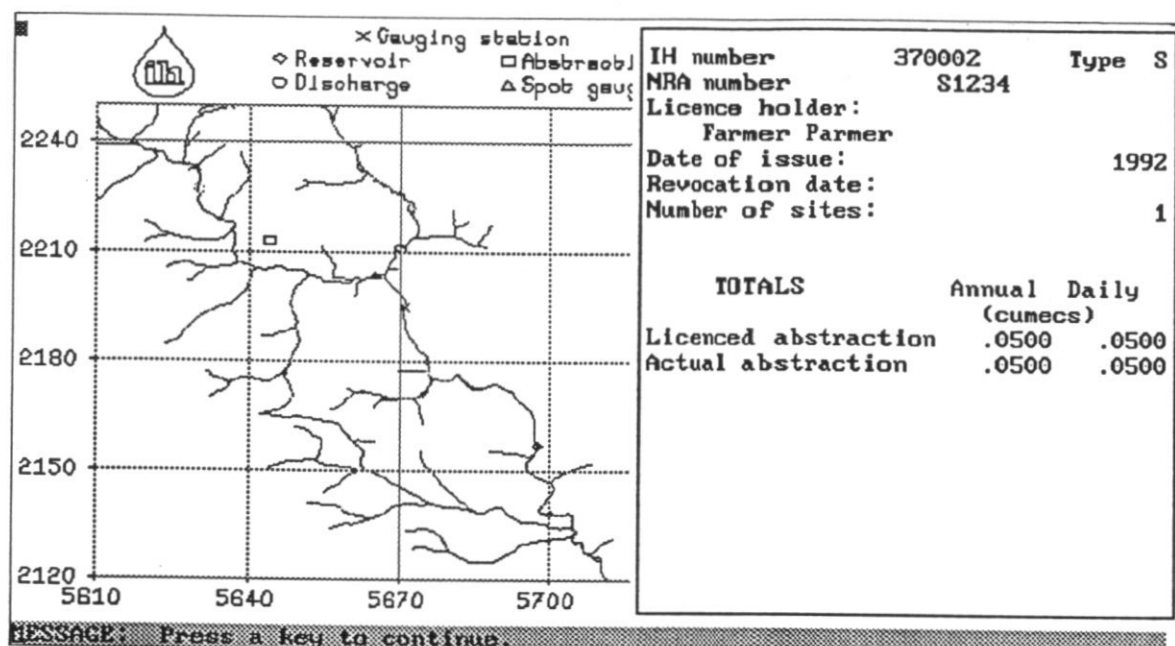 × Gauging station
◇ Reservoir □ Abstracti
○ Discharge △ Spot gaug
ih
2240
2210
2180
2150
2120
5610 5640 5670 5700
IH number 370002 Type S
NRA number S1234
Licence holder:
Farmer Parmer
Date of issue: 1992
Revocation date:
Number of sites: 1
TOTALS Annual Daily
(cumecs)
Licenced abstraction .0500 .0500
Actual abstraction .0500 .0500
MESSAGE: Press a key to continue.